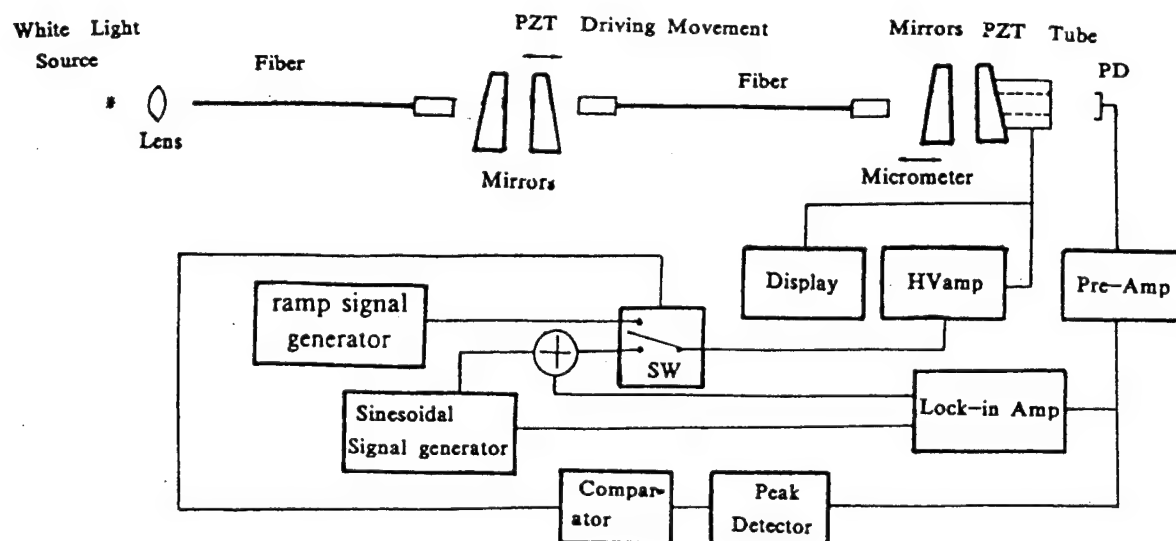 White Light
Source
*
Lens
Fiber
PZT Driving Movement
Mirrors
Fiber
Mirrors PZT Tube
PD
Micrometer
Display
HVamp
Pre-Amp
ramp signal
generator
SW
Sinesoidal
Signal generator
Lock-in Amp
Compar-
ator
Peak
Detector